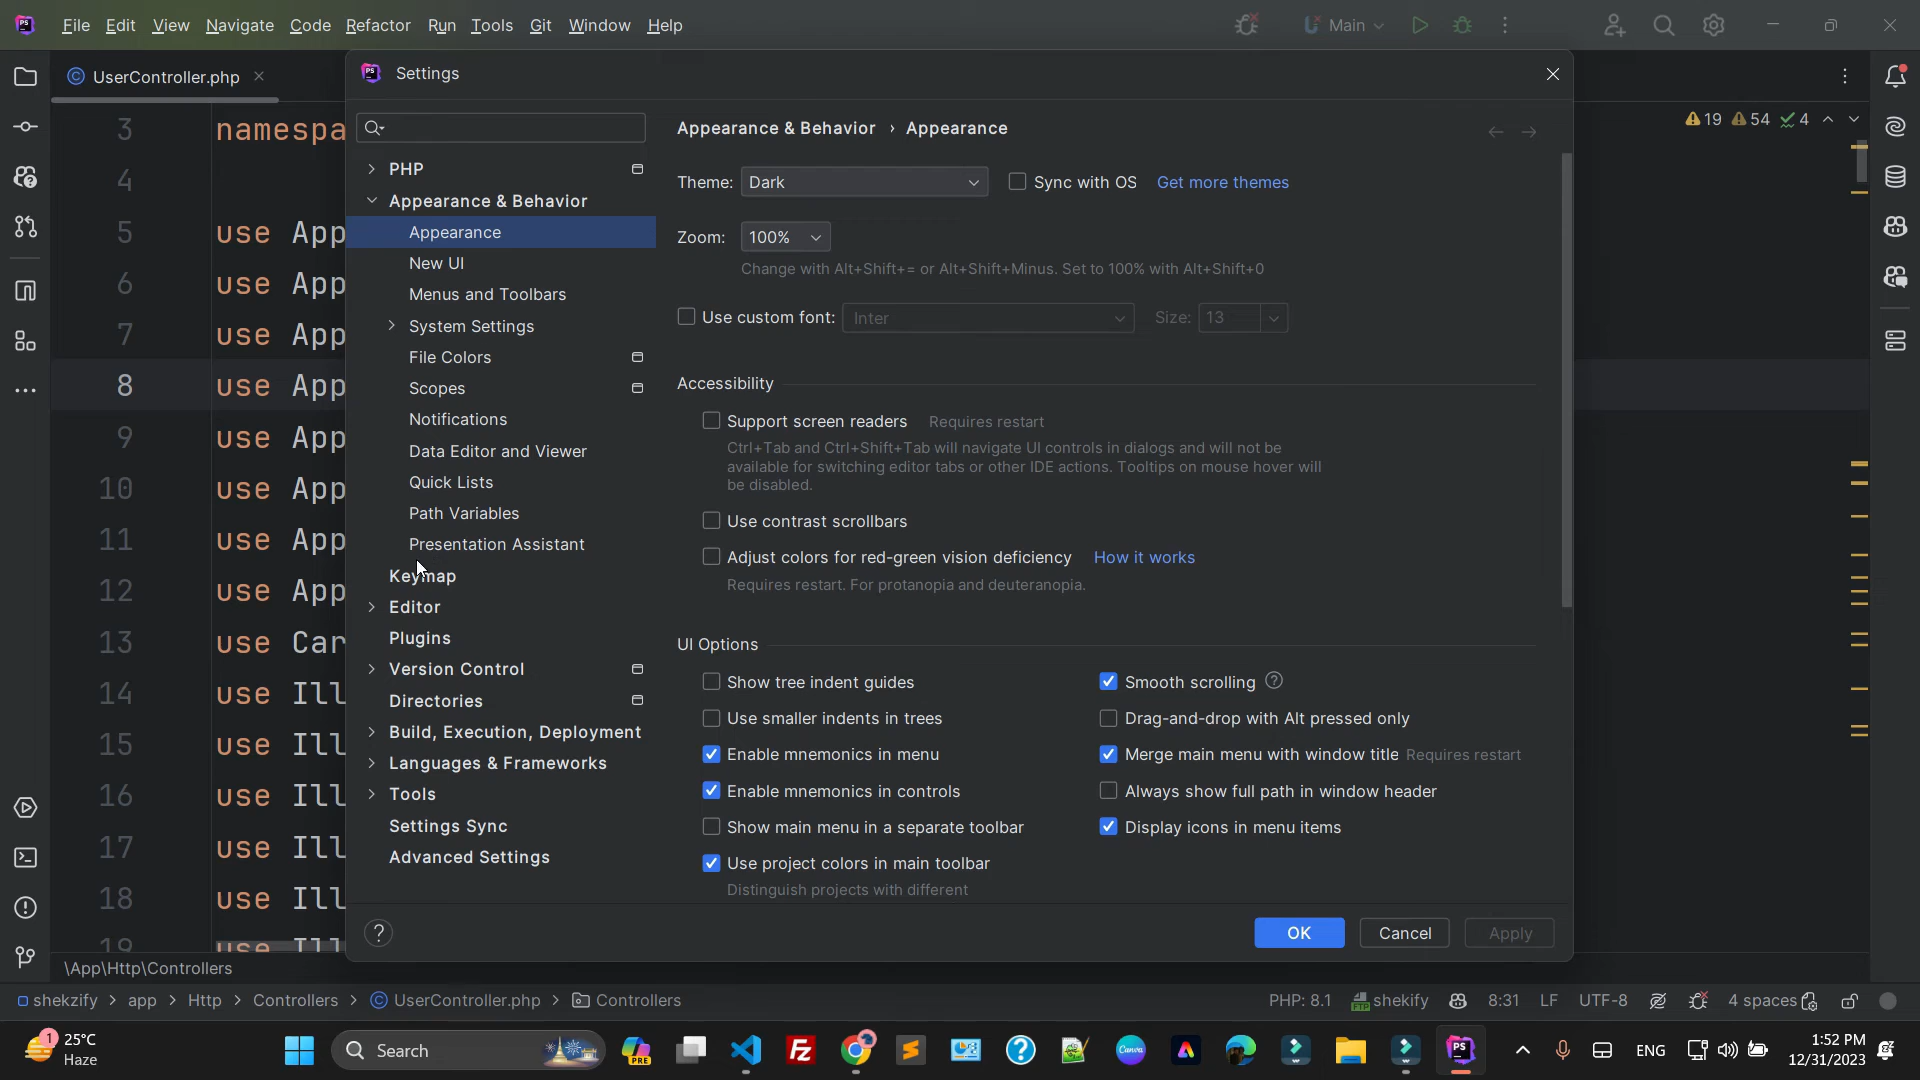 File Edit View Navigate Code Refactor Run Tools Git Window Help
Main
UserController.php
19 54 4
3 namespa
4
5 use App
6 use App
7 use App
8 use App
9 use App
10 use App
11 use App
12 use App
13 use Car
14 use Ill
15 use Ill
16 use Ill
17 use Ill
18 use Ill
19 use Ill
Settings
PHP
Appearance & Behavior
Appearance
New UI
Menus and Toolbars
System Settings
File Colors
Scopes
Notifications
Data Editor and Viewer
Quick Lists
Path Variables
Presentation Assistant
Keymap
Editor
Plugins
Version Control
Directories
Build, Execution, Deployment
Languages & Frameworks
Tools
Settings Sync
Advanced Settings
Appearance & Behavior › Appearance
Theme: Dark Sync with OS Get more themes
Zoom: 100%
Change with Alt+Shift+= or Alt+Shift+Minus. Set to 100% with Alt+Shift+0
Use custom font: Inter Size: 13
Accessibility
Support screen readers Requires restart
Ctrl+Tab and Ctrl+Shift+Tab will navigate UI controls in dialogs and will not be
available for switching editor tabs or other IDE actions. Tooltips on mouse hover will
be disabled.
Use contrast scrollbars
Adjust colors for red-green vision deficiency How it works
Requires restart. For protanopia and deuteranopia.
UI Options
Show tree indent guides Smooth scrolling
Use smaller indents in trees Drag-and-drop with Alt pressed only
Enable mnemonics in menu Merge main menu with window title Requires restart
Enable mnemonics in controls Always show full path in window header
Show main menu in a separate toolbar Display icons in menu items
Use project colors in main toolbar
Distinguish projects with different
OK Cancel Apply
\App\Http\Controllers
shekzify › app › Http › Controllers › UserController.php › Controllers
PHP: 8.1 shekify 8:31 LF UTF-8 4 spaces
25°C
Haze
1
Search
PRE
Canva
ENG
1:52 PM
12/31/2023